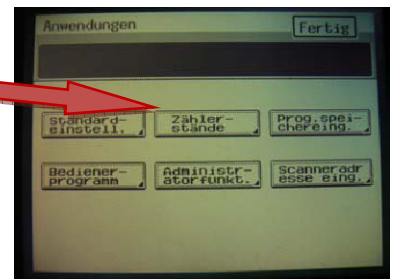 Anwendungen Fertig
Standard- Zähler- Prog.spei-
einstell. stände chereing.
Bediener- Administr- Scanneradr
programm atorfunkt. esse eing.